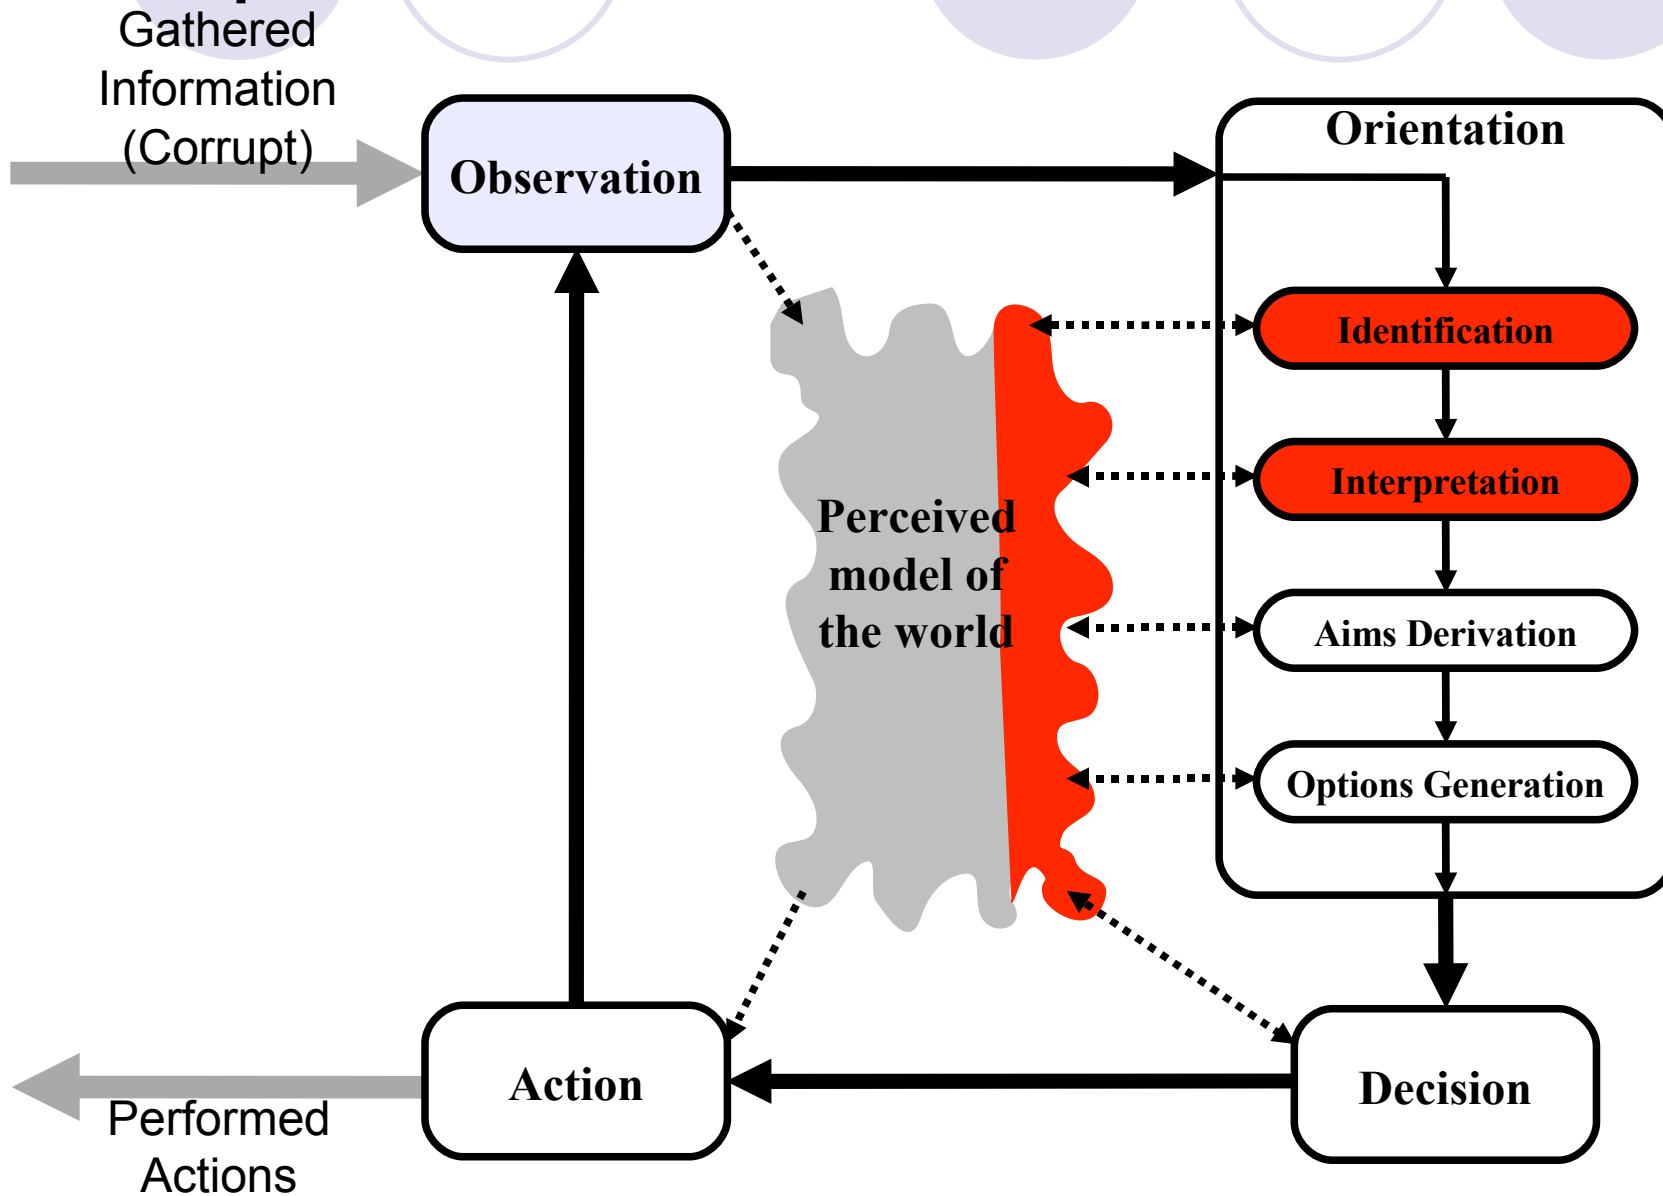 Gathered
Information
(Corrupt)
Observation
Orientation
Identification
Interpretation
Aims Derivation
Options Generation
Perceived
model of
the world
Action
Decision
Performed
Actions